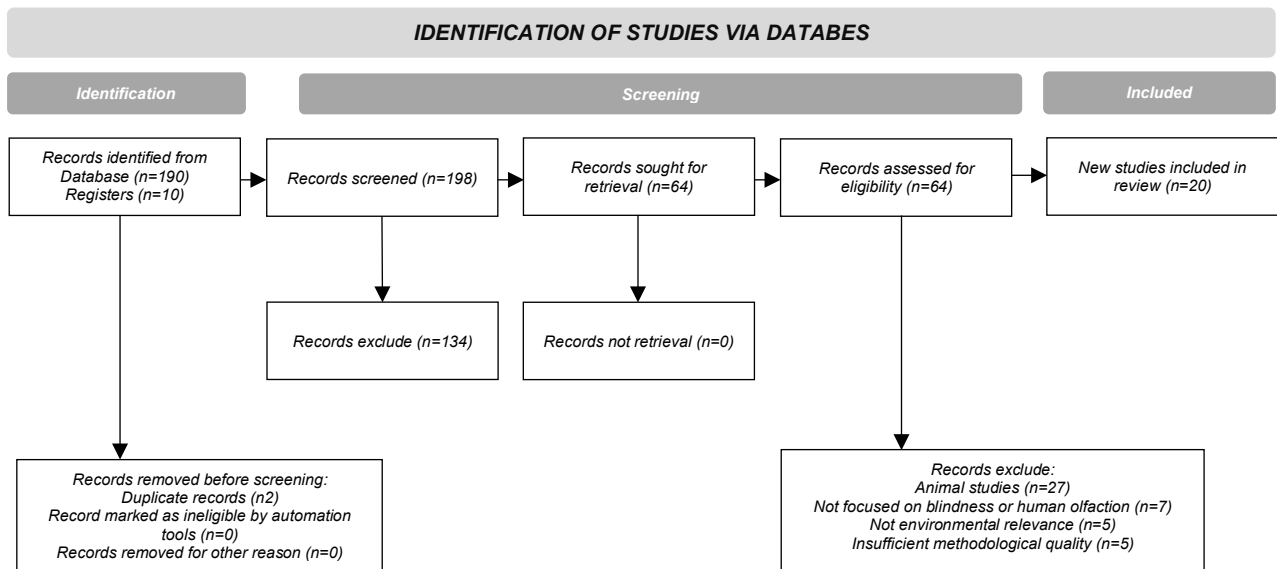 IDENTIFICATION OF STUDIES VIA DATABES
Identification
Screening
Included
Records identified from
Database (n=190)
Registers (n=10)
Records screened (n=198)
Records sought for
retrieval (n=64)
Records assessed for
eligibility (n=64)
New studies included in
review (n=20)
Records exclude (n=134)
Records not retrieval (n=0)
Records removed before screening:
Duplicate records (n2)
Record marked as ineligible by automation
tools (n=0)
Records removed for other reason (n=0)
Records exclude:
Animal studies (n=27)
Not focused on blindness or human olfaction (n=7)
Not environmental relevance (n=5)
Insufficient methodological quality (n=5)